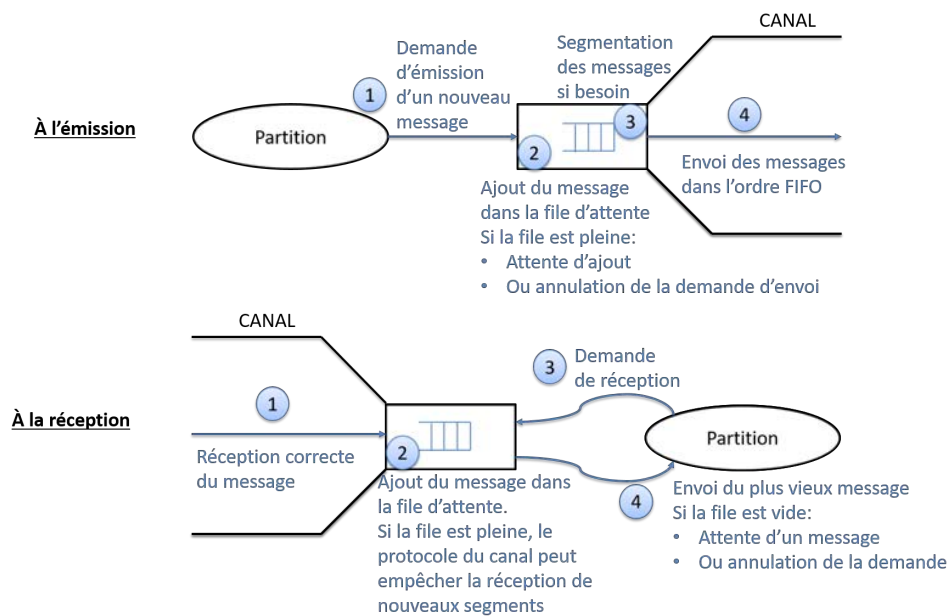 CANAL
À l'émission
Partition
1
Demande
d'émission
d'un nouveau
message
2
Ajout du message
dans la file d'attente
Si la file est pleine:
• Attente d'ajout
• Ou annulation de la demande d'envoi
Segmentation
des messages
si besoin
3
4
Envoi des messages
dans l'ordre FIFO
À la réception
CANAL
1
Réception correcte
du message
2
Ajout du message dans
la file d'attente.
Si la file est pleine, le
protocole du canal peut
empêcher la réception de
nouveaux segments
3
Demande
de réception
Partition
4
Envoi du plus vieux message
Si la file est vide:
• Attente d'un message
• Ou annulation de la demande